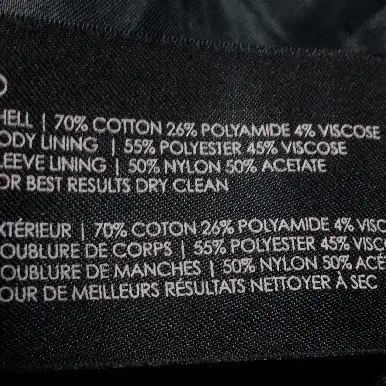 HELL | 70% COTTON 26% POLYAMIDE 4% VISCOSE
ODY LINING | 55% POLYESTER 45% VISCOSE
LEEVE LINING | 50% NYLON 50% ACETATE
OR BEST RESULTS DRY CLEAN
XTÉRIEUR | 70% COTON 26% POLYAMIDE 4% VISC
OUBLURE DE CORPS | 55% POLYESTER 45% VISCO
OUBLURE DE MANCHES | 50% NYLON 50% ACÉT
OUR DE MEILLEURS RÉSULTATS NETTOYER À SEC